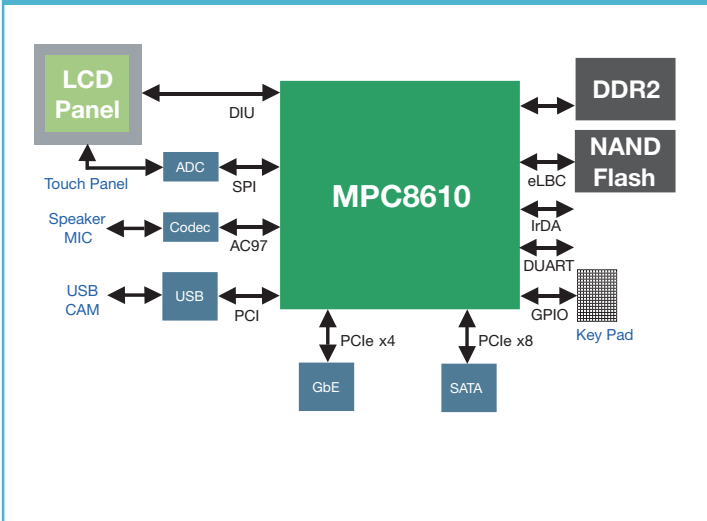 LCD
Panel
DIU
DDR2
ADC
Touch Panel
SPI
MPC8610
NAND
Flash
eLBC
Speaker
MIC
Codec
AC97
IrDA
DUART
USB
CAM
USB
PCI
GPIO
Key Pad
PCIe x4
PCIe x8
GbE
SATA